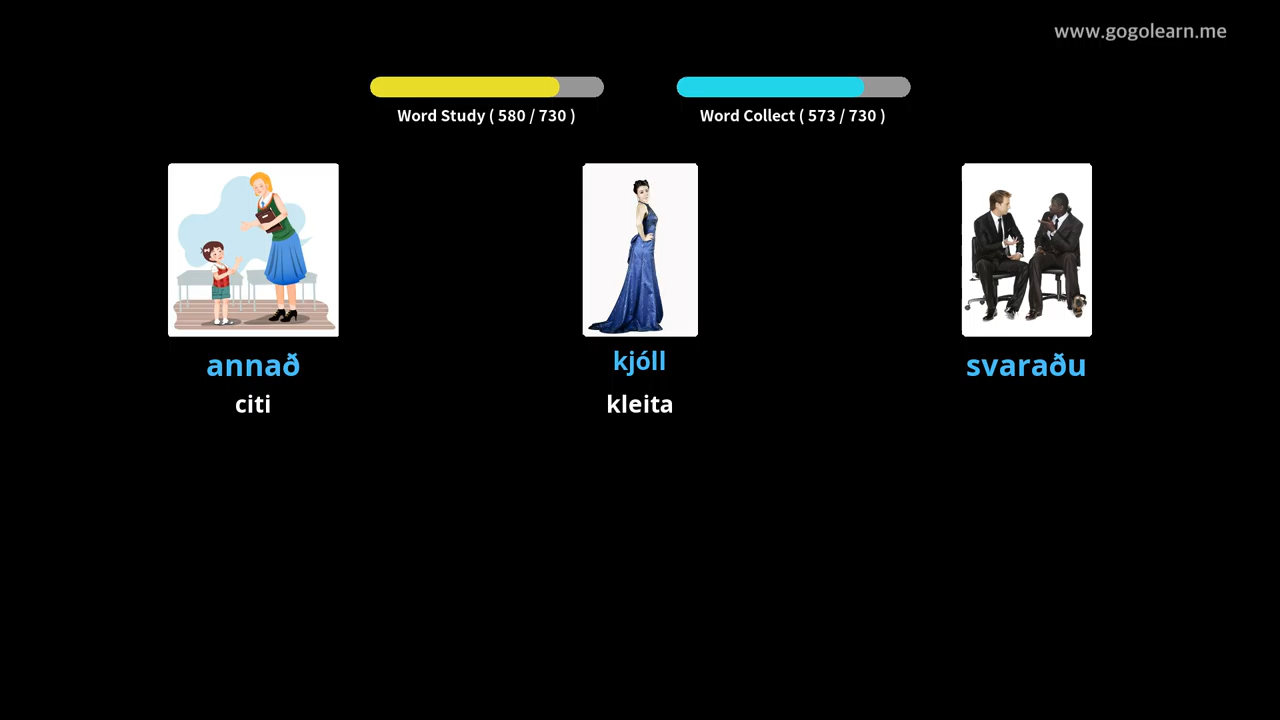 www.gogolearn.me
Word Study ( 580 / 730 )
Word Collect ( 573 / 730 )
annað
kjóll
svaraðu
citi
kleita